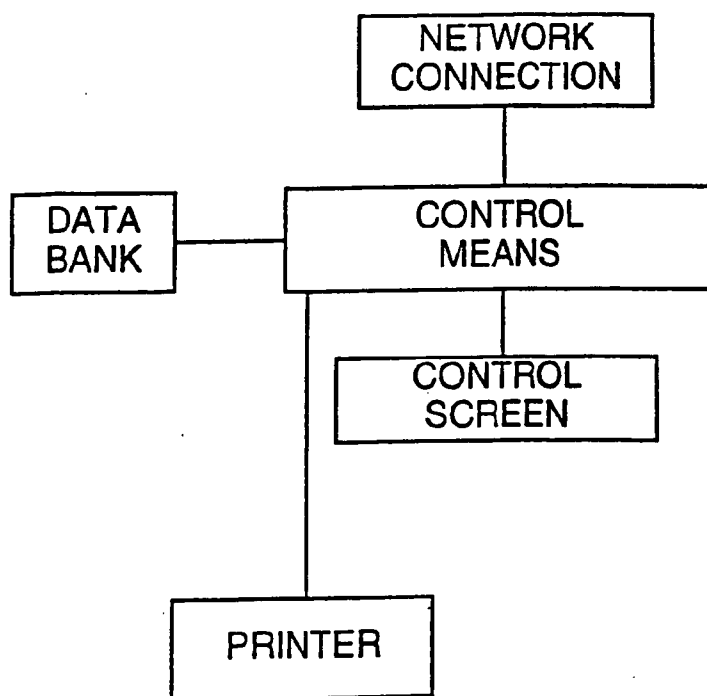 NETWORK
CONNECTION
DATA
BANK
CONTROL
MEANS
CONTROL
SCREEN
PRINTER